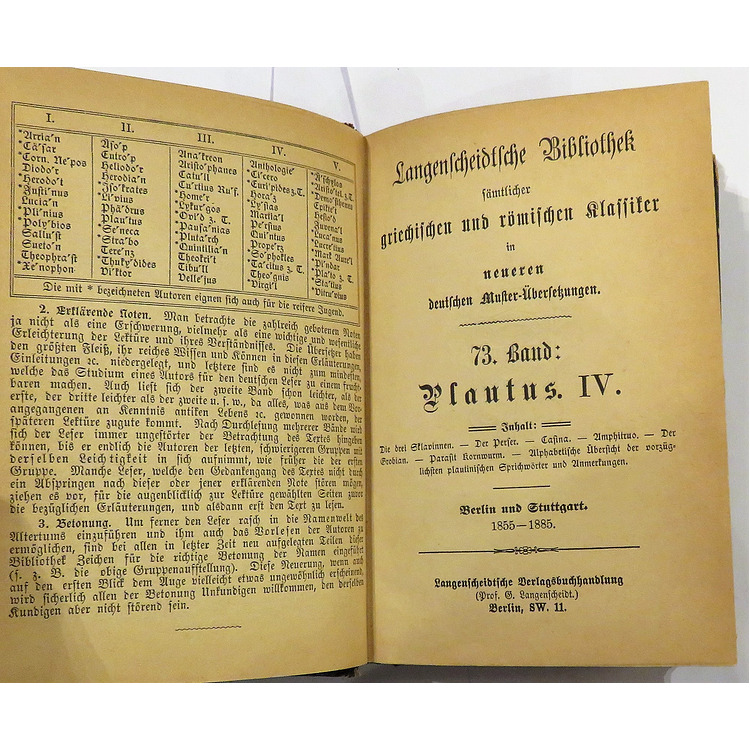 I. II. III. IV. V.
*Arria'n Äso'p Ana'kreon Anthologie' *Ä'schylos
*Cä'sar Eutro'p Aristo'phanes *Ci'cero *Aristo'tel. z. T.
*Corn. Ne'pos Heliodo'r Catu'll *Euri'pides z. T. *Demo'sthenes
Diodo'r Herodia'n Cu'rtius Ruf's. Hora'z Epikte't
*Herodo't *Iso'krates *Home'r *Ly'sias Hesio'd
*Justi'nus *Li'vius *Lyku'rgos Martia'l Juvena'l
Lucia'n Phä'drus *Ovi'd z. T. Pe'rsius *Luca'nus
*Pli'nius Plau'tus *Pausa'nias Qui'ntus *Lucre'tius
Poly'bios *Se'neca *Pluta'rch Prope'rz *Mark Aure'l
Sallu'st *Stra'bo *Quintilia'n *So'phokles *Pi'ndar
Sueto'n Tere'nz Theokri't *Ta'citus z. T. *Pla'to z. T.
Theophra'st *Thuky'dides Tibu'll Theo'gnis *Sta'tius
*Xe'nophon Vi'ktor Velle'jus *Virgi'l *Vitru'vius
Die mit * bezeichneten Autoren eignen sich auch für die reifere Jugend.
2. Erklärende Noten. Man betrachte die zahlreich gebotenen Noten
ja nicht als eine Erschwerung, vielmehr als eine wichtige und wesentliche
Erleichterung der Lektüre und ihres Verständnisses. Die Übersetzer haben
den größten Fleiß, ihr reiches Wissen und Können in diesen Erläuterungen,
Einleitungen ꝛc. niedergelegt, und letztere sind es nicht zum mindesten,
welche das Studium eines Autors für den deutschen Leser zu einem frucht-
baren machen. Auch liest sich der zweite Band schon leichter, als der
erste, der dritte leichter als der zweite u. s. w., da alles, was aus dem Vor-
angegangenen an Kenntnis antiken Lebens ꝛc. gewonnen worden, der
späteren Lektüre zugute kommt. Nach Durchlesung mehrerer Bände wird
sich der Leser immer ungestörter der Betrachtung des Textes hingeben
können, bis er endlich die Autoren der letzten, schwierigeren Gruppen mit
derselben Leichtigkeit in sich aufnimmt, wie früher die der ersten
Gruppe. Manche Leser, welche den Gedankengang des Textes nicht durch
ein Abspringen nach dieser oder jener erklärenden Note stören mögen,
ziehen es vor, für die augenblicklich zur Lektüre gewählten Seiten zuvor
die bezüglichen Erläuterungen, und alsdann erst den Text zu lesen.
3. Betonung. Um ferner den Leser rasch in die Namenwelt des
Altertums einzuführen und ihm auch das Vorlesen der Autoren zu
ermöglichen, sind bei allen in letzter Zeit neu aufgelegten Teilen dieser
Bibliothek Zeichen für die richtige Betonung der Namen eingeführt
(s. z. B. die obige Gruppenaufstellung). Diese Neuerung, wenn auch
auf den ersten Blick dem Auge vielleicht etwas ungewöhnlich erscheinend,
wird sicherlich allen der Betonung Unkundigen willkommen, den derselben
Kundigen aber nicht störend sein.
Langenscheidtsche Bibliothek
sämtlicher
griechischen und römischen Klassiker
in
neueren
deutschen Muster-Übersetzungen.
73. Band:
Plautus. IV.
Inhalt:
Die drei Sklavinnen. — Der Perser. — Casina. — Amphitruo. — Der
Grobian. — Parasit Kornwurm. — Alphabetische Übersicht der vorzüg-
lichsten plautinischen Sprichwörter und Anmerkungen.
Berlin und Stuttgart.
1855—1885.
Langenscheidtsche Verlagsbuchhandlung
(Prof. G. Langenscheidt.)
Berlin, SW. 11.